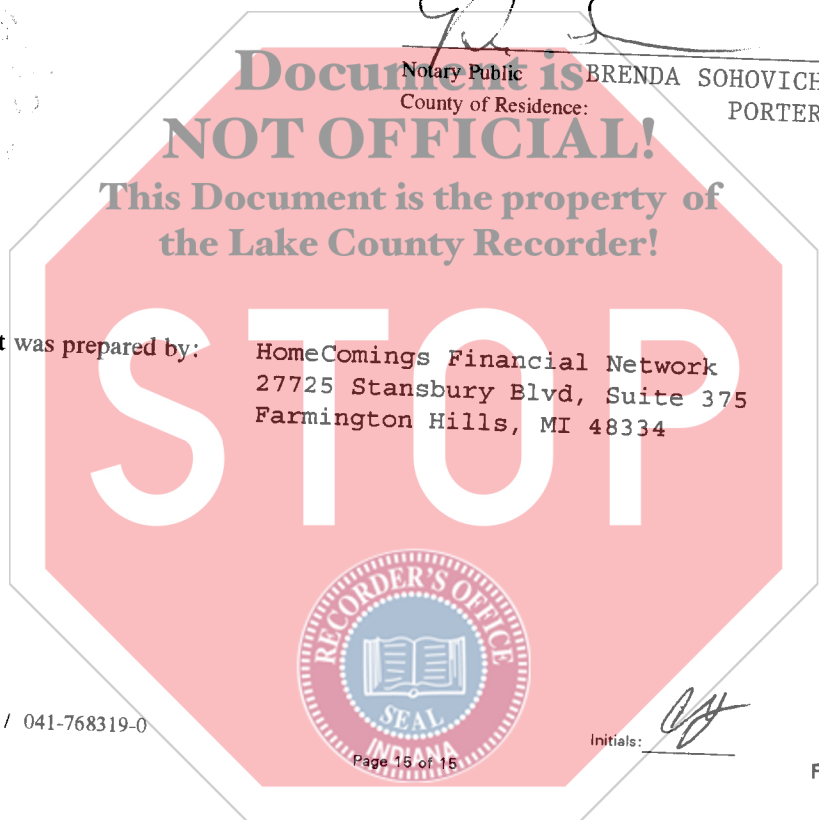 Document is
Notary Public BRENDA SOHOVICH
County of Residence: PORTER
NOT OFFICIAL!
This Document is the property of
the Lake County Recorder!
STOP
t was prepared by: HomeComings Financial Network
27725 Stansbury Blvd, Suite 375
Farmington Hills, MI 48334
RECORDER'S OFFICE
SEAL
INDIANA
/ 041-768319-0
Initials:
Page 15 of 15